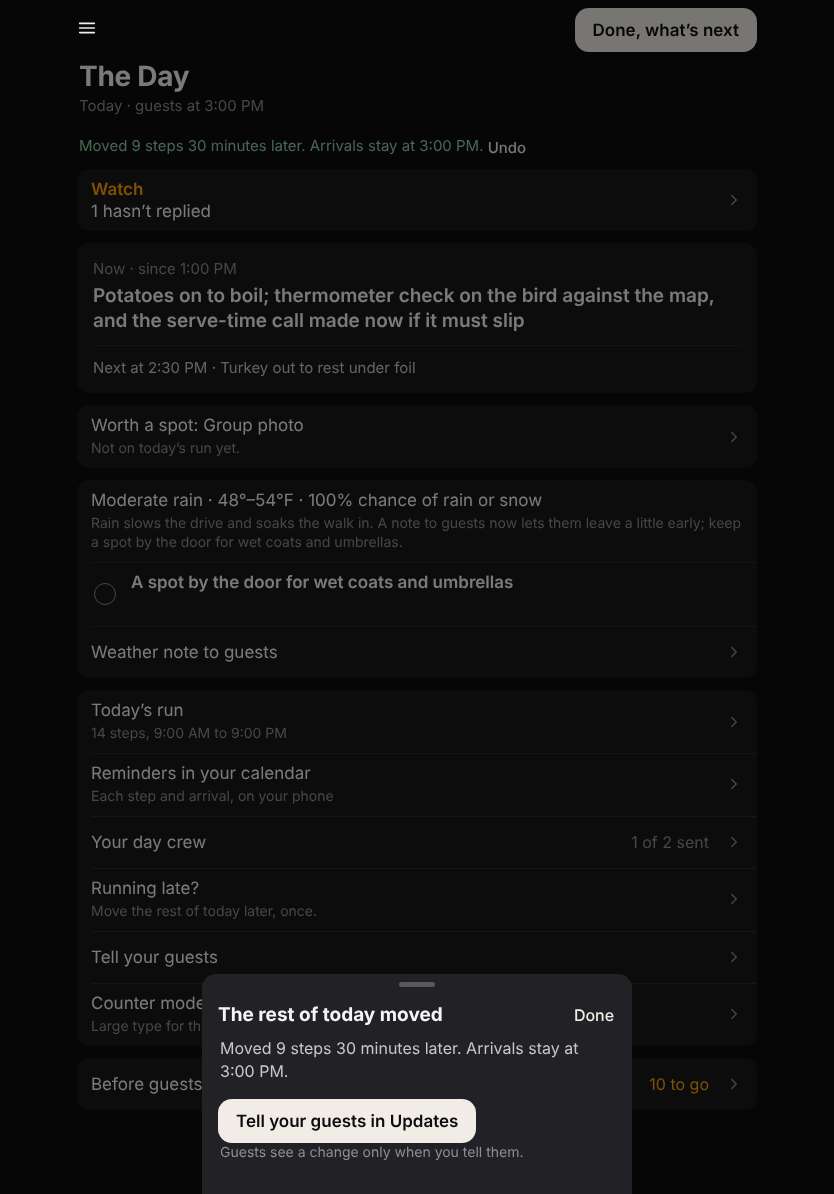 Done, what’s next
The Day
Today · guests at 3:00 PM
Moved 9 steps 30 minutes later. Arrivals stay at 3:00 PM. Undo
Watch
1 hasn’t replied
Now · since 1:00 PM
Potatoes on to boil; thermometer check on the bird against the map,
and the serve-time call made now if it must slip
Next at 2:30 PM · Turkey out to rest under foil
Worth a spot: Group photo
Not on today’s run yet.
Moderate rain · 48°–54°F · 100% chance of rain or snow
Rain slows the drive and soaks the walk in. A note to guests now lets them leave a little early; keep
a spot by the door for wet coats and umbrellas.
A spot by the door for wet coats and umbrellas
Weather note to guests
Today’s run
14 steps, 9:00 AM to 9:00 PM
Reminders in your calendar
Each step and arrival, on your phone
Your day crew 1 of 2 sent
Running late?
Move the rest of today later, once.
Tell your guests
Counter mode
Large type for th
Before guests 10 to go
The rest of today moved
Done
Moved 9 steps 30 minutes later. Arrivals stay at
3:00 PM.
Tell your guests in Updates
Guests see a change only when you tell them.